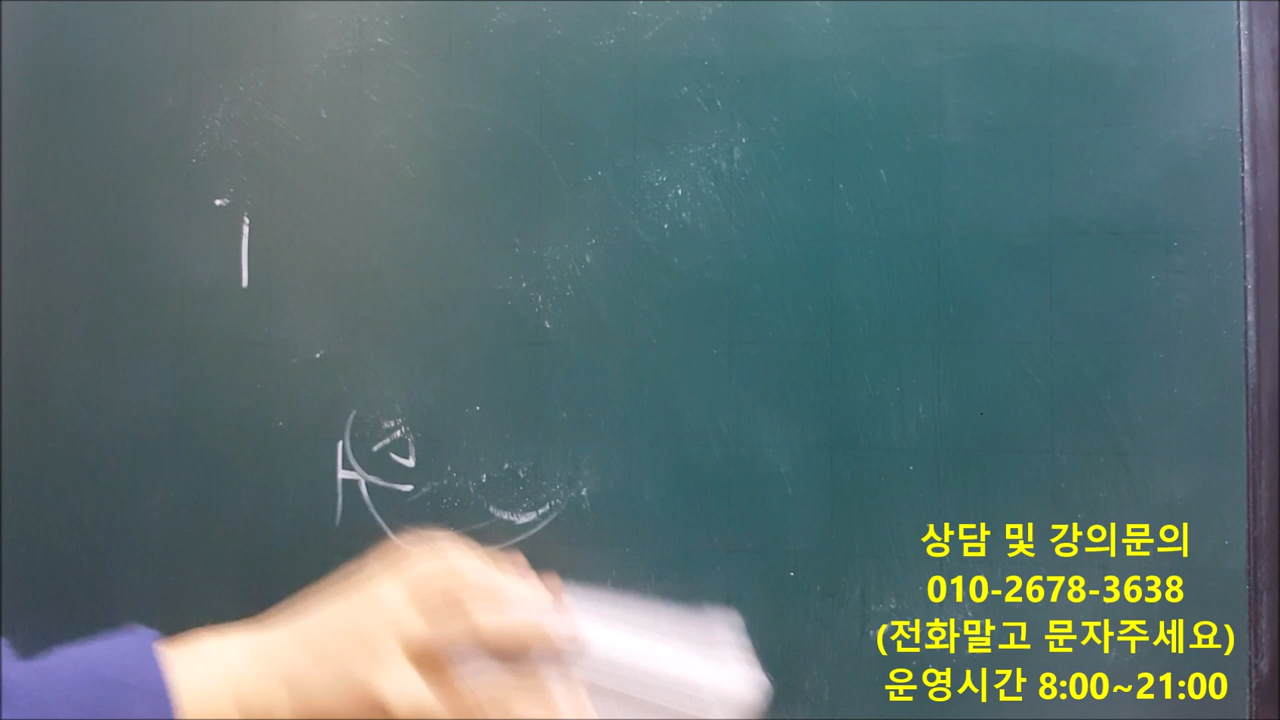 상담 및 강의문의
010-2678-3638
(전화말고 문자주세요)
운영시간 8:00~21:00